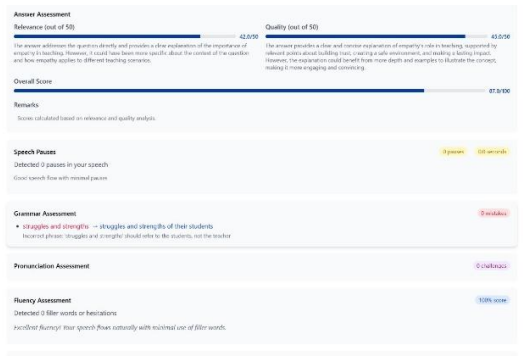 Answer Assessment
Relevance (out of 50)
42.0/50
The answer addresses the question directly and provides a clear explanation of the importance of
empathy in teaching. However, it could have been more specific about the context of the question
and how empathy applies to different teaching scenarios.
Quality (out of 50)
45.0/50
The answer provides a clear and concise explanation of empathy's role in teaching, supported by
relevant points about building trust, creating a safe environment, and making a lasting impact.
However, the explanation could benefit from more depth and examples to illustrate the concept,
making it more engaging and convincing.
Overall Score
87.0/100
Remarks
Scores calculated based on relevance and quality analysis.
Speech Pauses
0 pauses
seconds
Detected 0 pauses in your speech
Good speech flow with minimal pauses
Grammar Assessment
0 mistakes
• struggles and strengths → struggles and strengths of their students
Incorrect phrase 'struggles and strengths' should refer to the students, not the teacher
Pronunciation Assessment
0 challenges
Fluency Assessment
100% score
Detected 0 filler words or hesitations
Excellent fluency! Your speech flows naturally with minimal use of filler words.